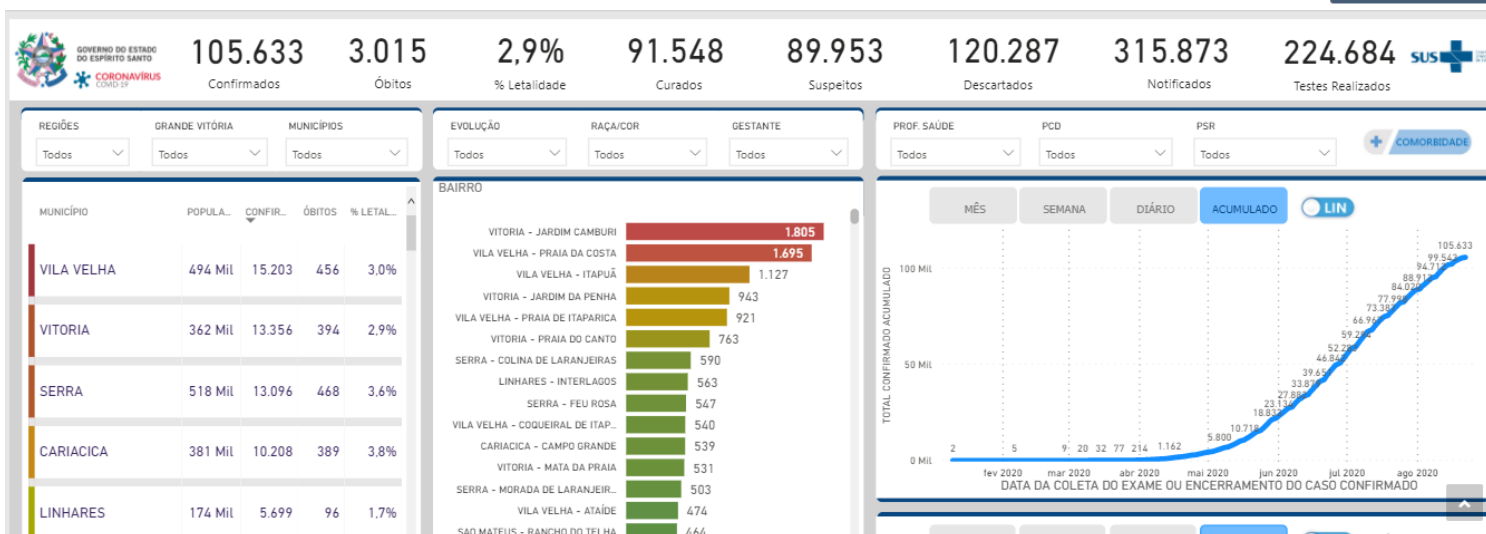 GOVERNO DO ESTADO
DO ESPÍRITO SANTO
CORONAVÍRUS
COVID-19
105.633
Confirmados
3.015
Óbitos
2,9%
% Letalidade
91.548
Curados
89.953
Suspeitos
120.287
Descartados
315.873
Notificados
224.684
Testes Realizados
SUS
REGIÕES GRANDE VITÓRIA MUNICÍPIOS
Todos Todos Todos
EVOLUÇÃO RAÇA/COR GESTANTE
Todos Todos Todos
PROF. SAÚDE PCD PSR
Todos Todos Todos
+ COMORBIDADE
MUNICÍPIO POPULA... CONFIR... ÓBITOS % LETAL...
VILA VELHA 494 Mil 15.203 456 3,0%
VITORIA 362 Mil 13.356 394 2,9%
SERRA 518 Mil 13.096 468 3,6%
CARIACICA 381 Mil 10.208 389 3,8%
LINHARES 174 Mil 5.699 96 1,7%
BAIRRO
VITORIA - JARDIM CAMBURI 1.805
VILA VELHA - PRAIA DA COSTA 1.695
VILA VELHA - ITAPUÃ 1.127
VITORIA - JARDIM DA PENHA 943
VILA VELHA - PRAIA DE ITAPARICA 921
VITORIA - PRAIA DO CANTO 763
SERRA - COLINA DE LARANJEIRAS 590
LINHARES - INTERLAGOS 563
SERRA - FEU ROSA 547
VILA VELHA - COQUEIRAL DE ITAP... 540
CARIACICA - CAMPO GRANDE 539
VITORIA - MATA DA PRAIA 531
SERRA - MORADA DE LARANJEIR... 503
VILA VELHA - ATAÍDE 474
SAO MATEUS - RANCHO DO TELHA 464
MÊS SEMANA DIÁRIO ACUMULADO LIN
TOTAL CONFIRMADO ACUMULADO
100 Mil
50 Mil
0 Mil
2 5 9 20 32 77 214 1.162 5.800 10.718
105.633
fev 2020 mar 2020 abr 2020 mai 2020 jun 2020 jul 2020 ago 2020
DATA DA COLETA DO EXAME OU ENCERRAMENTO DO CASO CONFIRMADO